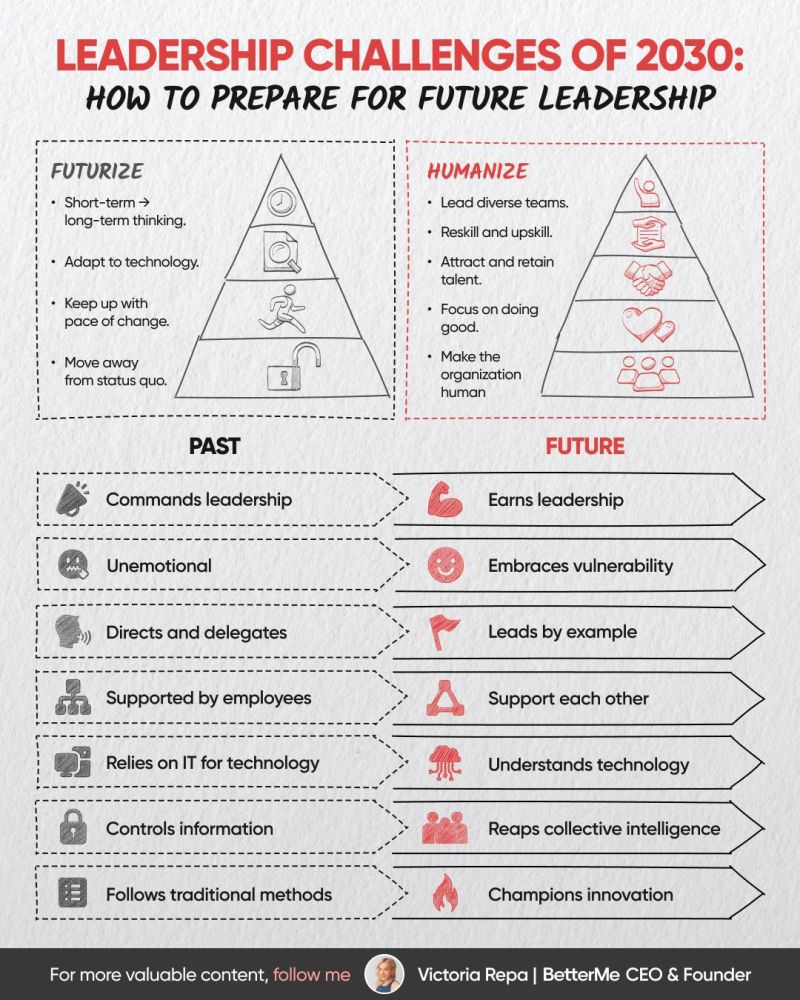 LEADERSHIP CHALLENGES OF 2030:
HOW TO PREPARE FOR FUTURE LEADERSHIP
FUTURIZE
• Short-term →
long-term thinking.
• Adapt to technology.
• Keep up with
pace of change.
• Move away
from status quo.
HUMANIZE
• Lead diverse teams.
• Reskill and upskill.
• Attract and retain
talent.
• Focus on doing
good.
• Make the
organization
human
PAST
FUTURE
Commands leadership
Earns leadership
Unemotional
Embraces vulnerability
Directs and delegates
Leads by example
Supported by employees
Support each other
Relies on IT for technology
Understands technology
Controls information
Reaps collective intelligence
Follows traditional methods
Champions innovation
For more valuable content, follow me
Victoria Repa | BetterMe CEO & Founder